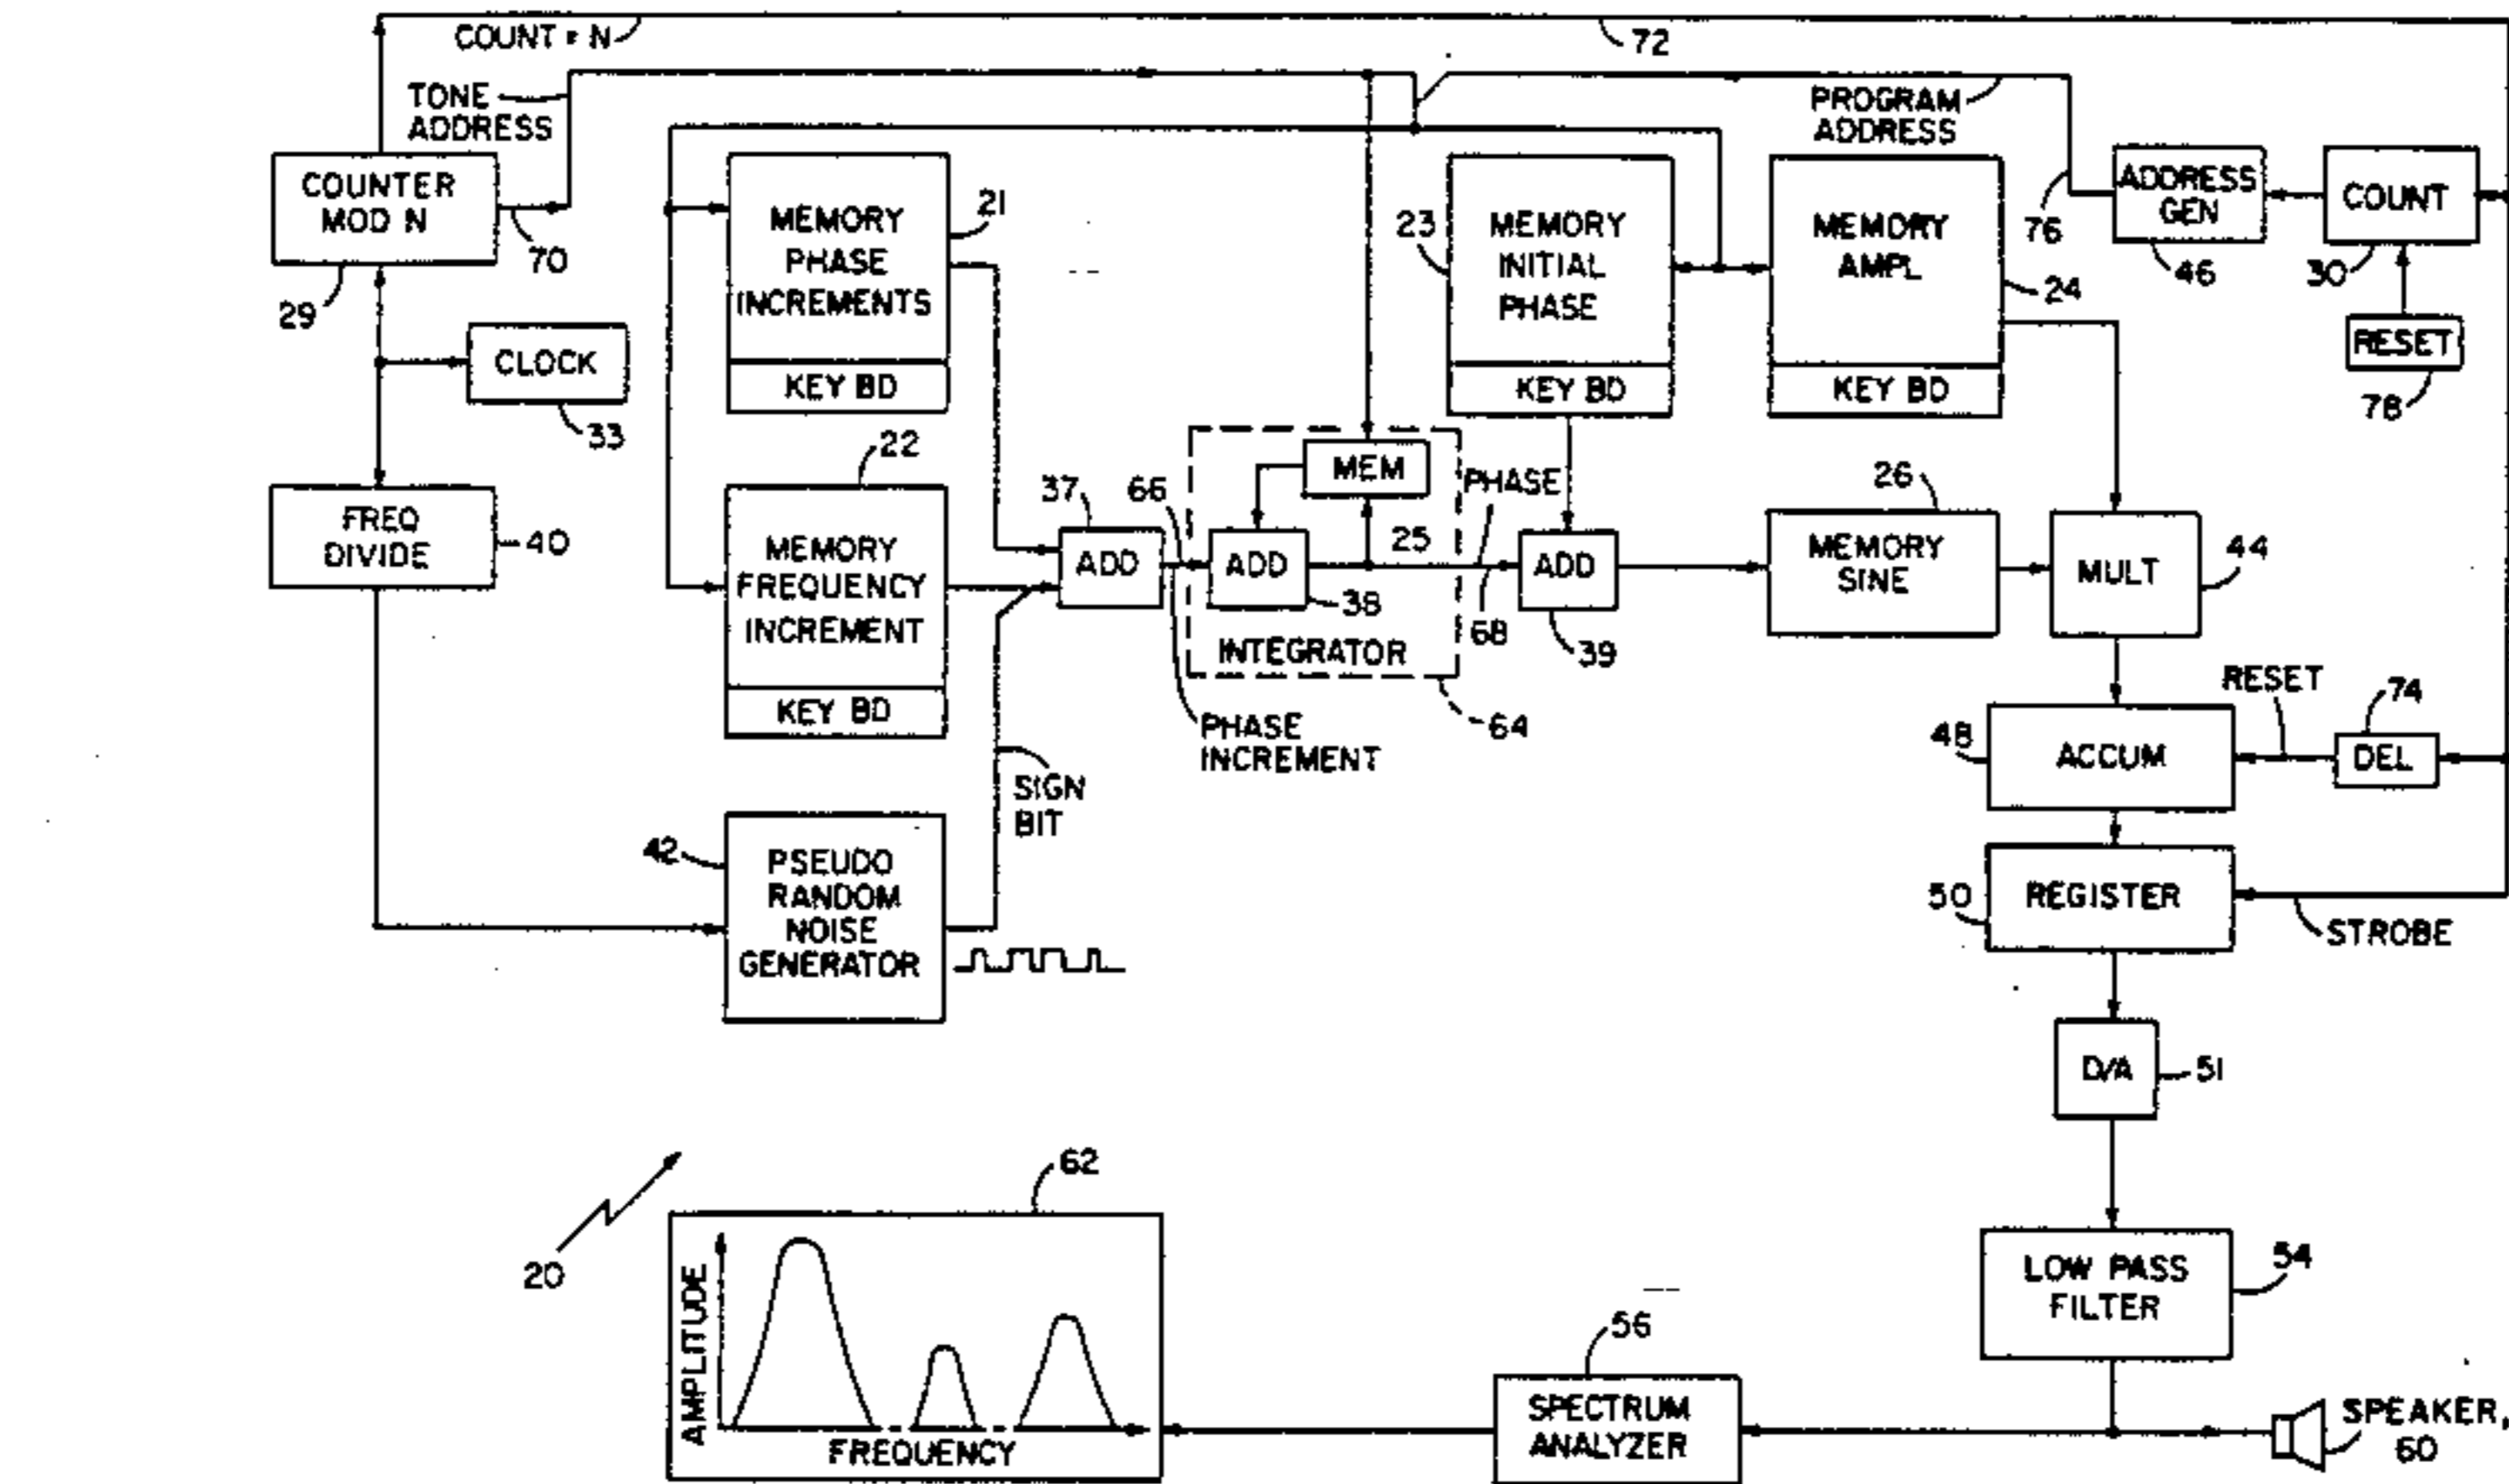 COUNT = N
72
TONE
ADDRESS
PROGRAM
ADDRESS
COUNTER
MOD N
70
29
CLOCK
33
FREQ
DIVIDE
40
MEMORY
PHASE
INCREMENTS
KEY BD
21
MEMORY
FREQUENCY
INCREMENT
KEY BD
22
PSEUDO
RANDOM
NOISE
GENERATOR
42
SIGN
BIT
37
ADD
66
PHASE
INCREMENT
MEM
ADD
38
25
INTEGRATOR
64
PHASE
68
23
MEMORY
INITIAL
PHASE
KEY BD
ADD
39
MEMORY
AMPL
KEY BD
24
76
ADDRESS
GEN
46
COUNT
30
RESET
78
26
MEMORY
SINE
MULT
44
48
ACCUM
RESET
74
DEL
50
REGISTER
STROBE
D/A
51
LOW PASS
FILTER
54
SPEAKER,
60
56
SPECTRUM
ANALYZER
62
AMPLITUDE
FREQUENCY
20